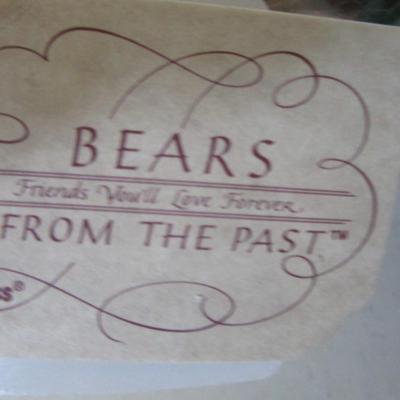 BEARS
Friends You'll Love Forever
FROM THE PAST™
s®